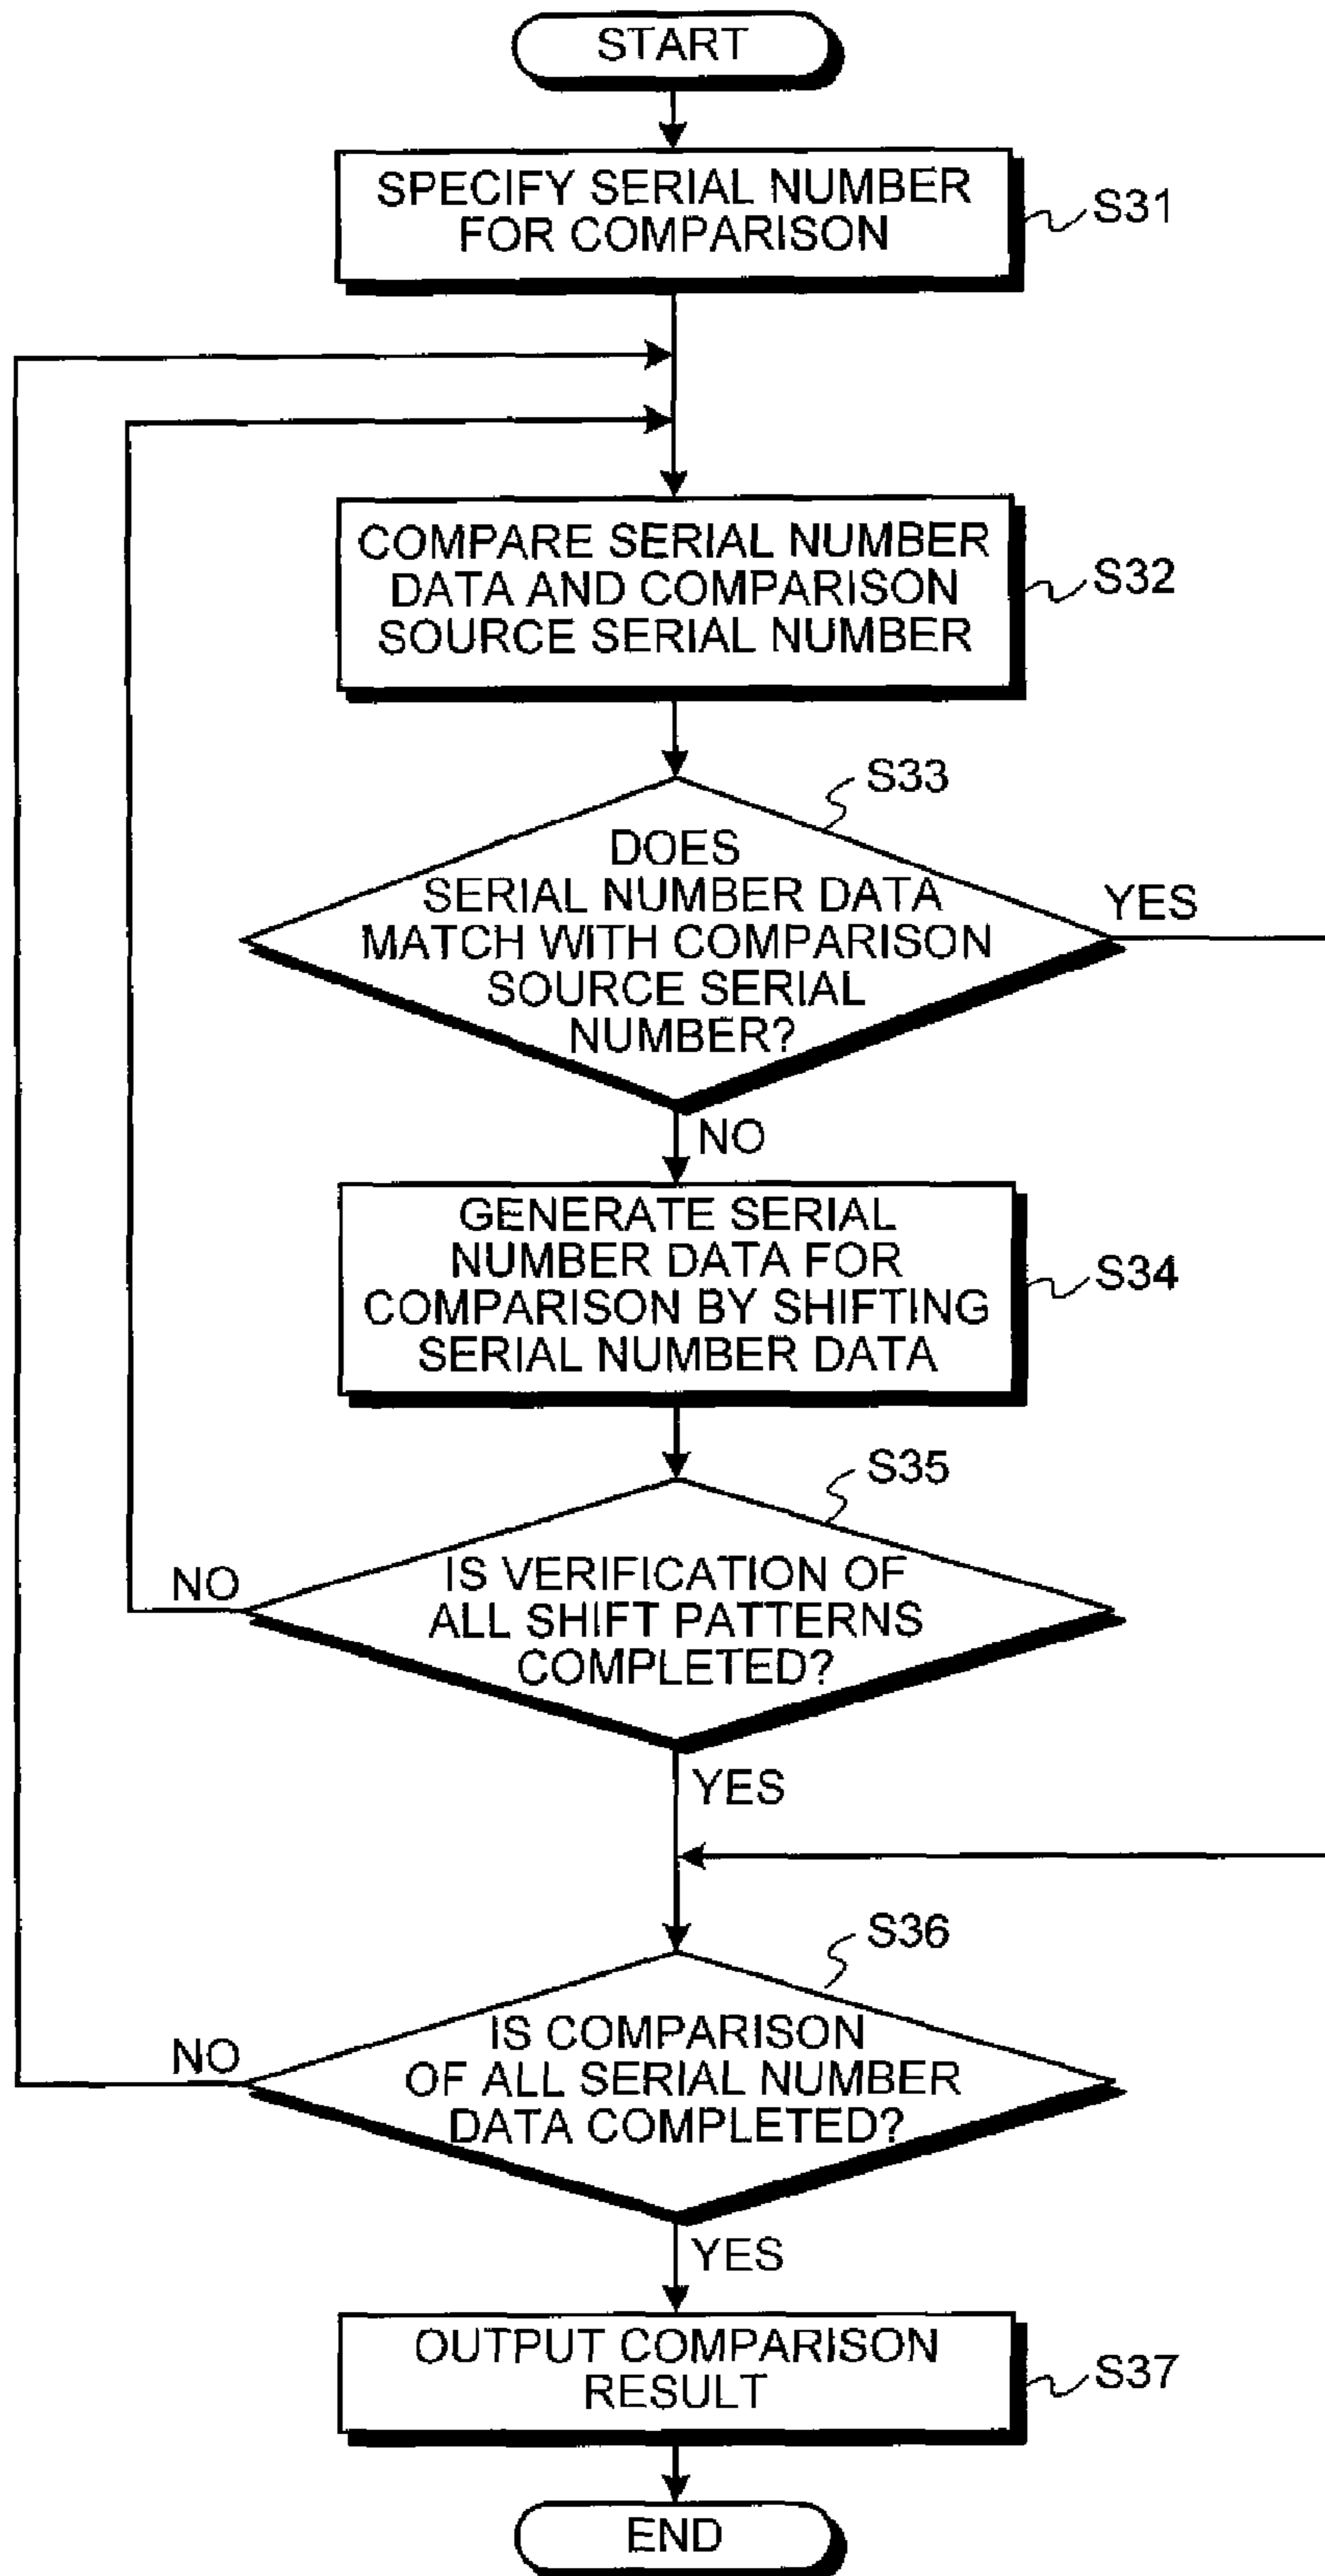 START
SPECIFY SERIAL NUMBER
FOR COMPARISON
S31
COMPARE SERIAL NUMBER
DATA AND COMPARISON
SOURCE SERIAL NUMBER
S32
S33
DOES
SERIAL NUMBER DATA
MATCH WITH COMPARISON
SOURCE SERIAL
NUMBER?
YES
NO
GENERATE SERIAL
NUMBER DATA FOR
COMPARISON BY SHIFTING
SERIAL NUMBER DATA
S34
S35
IS VERIFICATION OF
ALL SHIFT PATTERNS
COMPLETED?
NO
YES
S36
IS COMPARISON
OF ALL SERIAL NUMBER
DATA COMPLETED?
NO
YES
OUTPUT COMPARISON
RESULT
S37
END